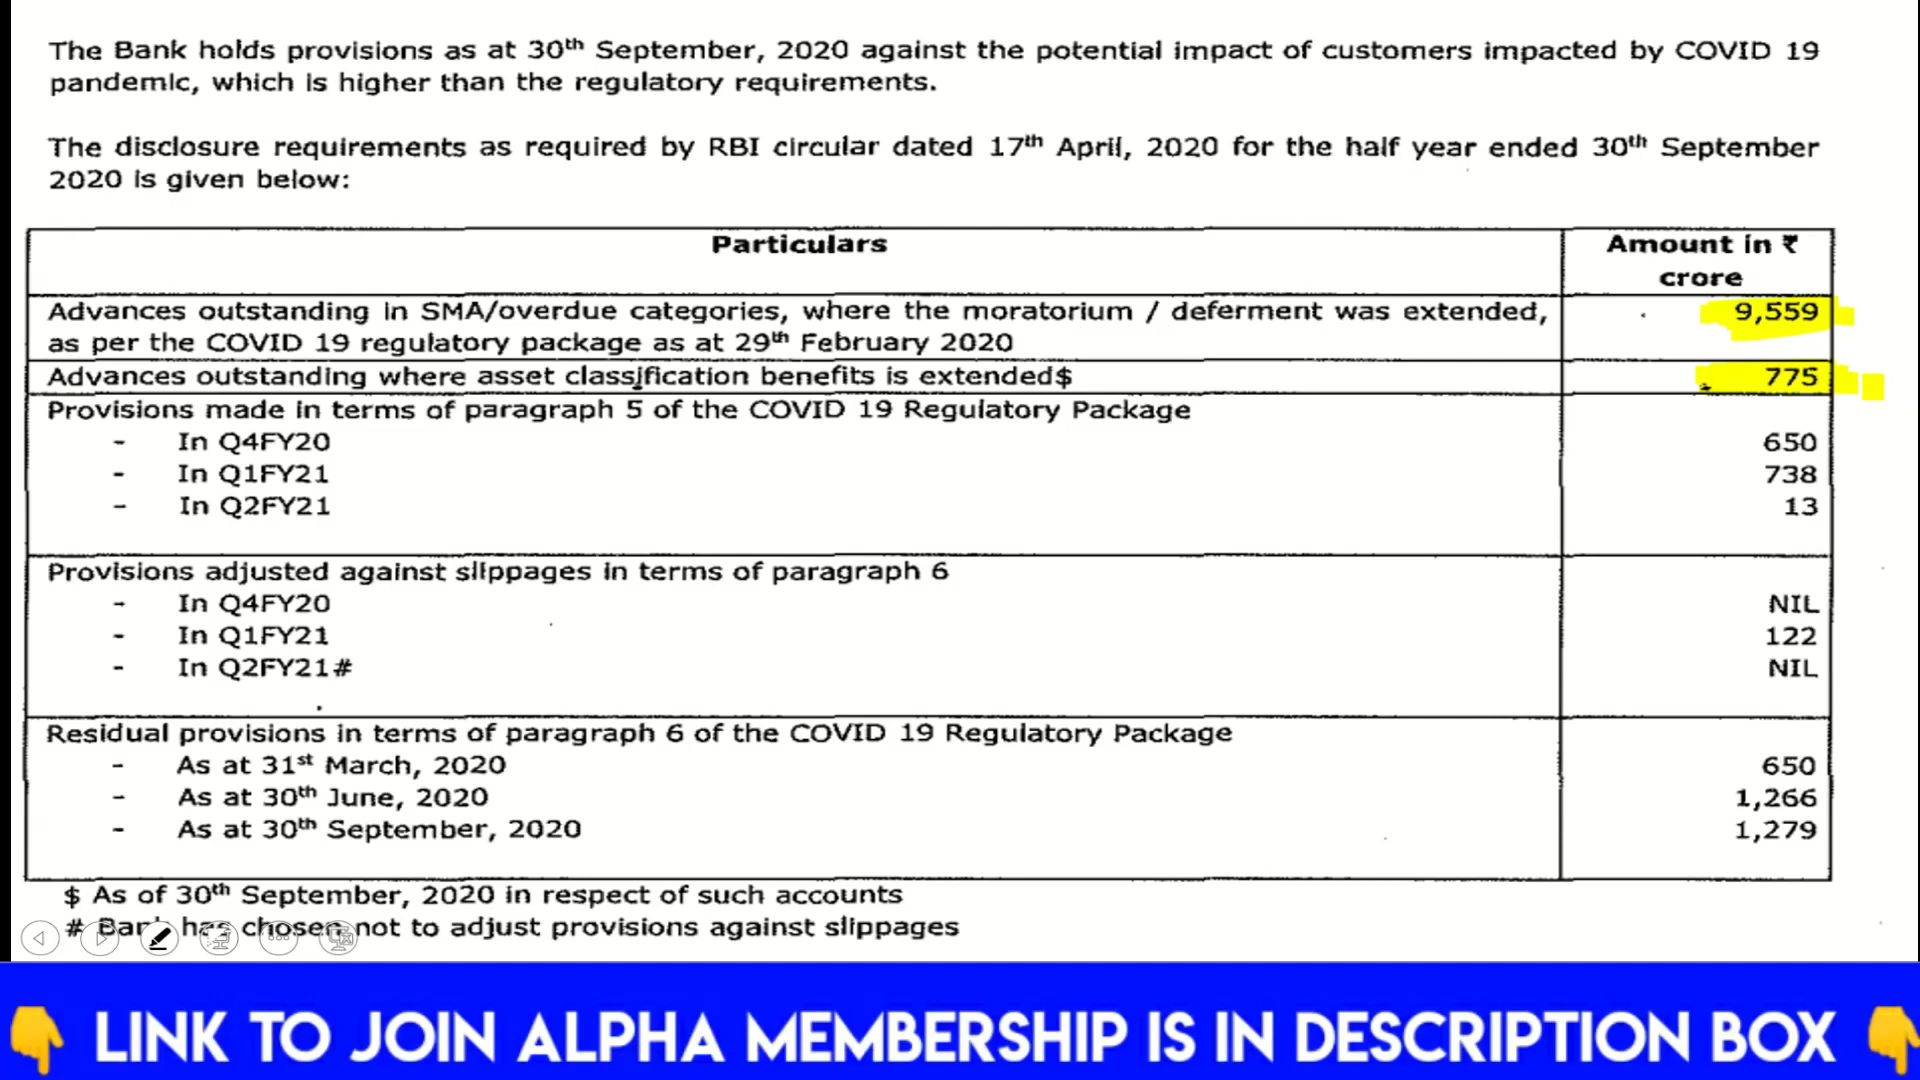 The Bank holds provisions as at 30th September, 2020 against the potential impact of customers impacted by COVID 19
pandemic, which is higher than the regulatory requirements.
The disclosure requirements as required by RBI circular dated 17th April, 2020 for the half year ended 30th September
2020 is given below:
Particulars Amount in ₹
crore
Advances outstanding in SMA/overdue categories, where the moratorium / deferment was extended, 9,559
as per the COVID 19 regulatory package as at 29th February 2020
Advances outstanding where asset classification benefits is extended$ 775
Provisions made in terms of paragraph 5 of the COVID 19 Regulatory Package
- In Q4FY20 650
- In Q1FY21 738
- In Q2FY21 13
Provisions adjusted against slippages in terms of paragraph 6
- In Q4FY20 NIL
- In Q1FY21 122
- In Q2FY21# NIL
Residual provisions in terms of paragraph 6 of the COVID 19 Regulatory Package
- As at 31st March, 2020 650
- As at 30th June, 2020 1,266
- As at 30th September, 2020 1,279
$ As of 30th September, 2020 in respect of such accounts
# Bank has chosen not to adjust provisions against slippages
LINK TO JOIN ALPHA MEMBERSHIP IS IN DESCRIPTION BOX